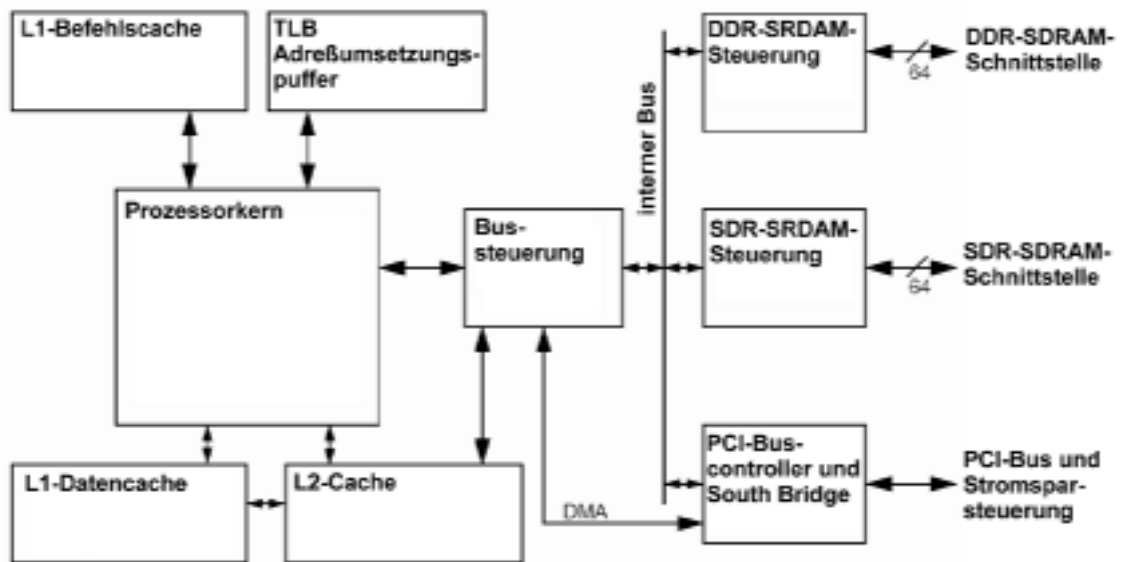 L1-Befehlscache
TLB
Adreßumsetzungs-
puffer
Prozessorkern
Bus-
steuerung
L1-Datencache
L2-Cache
DMA
interner Bus
DDR-SRDAM-
Steuerung
64
DDR-SDRAM-
Schnittstelle
SDR-SRDAM-
Steuerung
64
SDR-SDRAM-
Schnittstelle
PCI-Bus-
controller und
South Bridge
PCI-Bus und
Stromspar-
steuerung